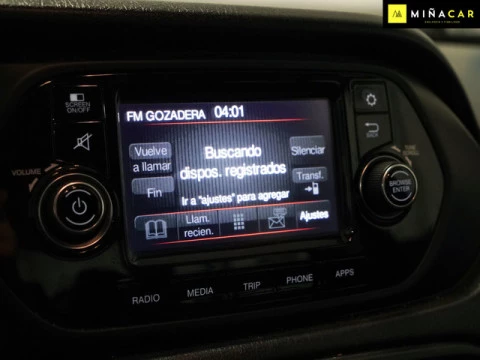 MIÑACAR
SCREEN
ON/OFF
FM GOZADERA 04:01
Vuelve
a llamar
Buscando
dispos. registrados
Silenciar
VOLUME
Fin
Ir a "ajustes" para agregar
Transf.
BROWSE
ENTER
Llam.
recien.
Ajustes
RADIO
MEDIA
TRIP
PHONE
APPS